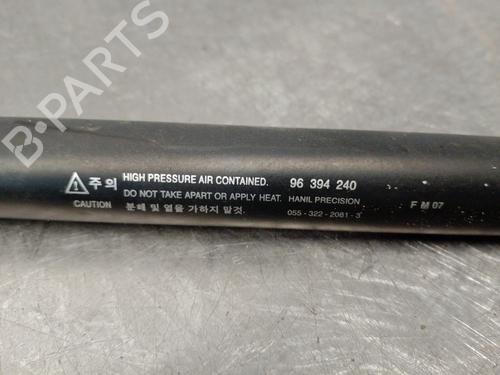 B-PARTS
주의 HIGH PRESSURE AIR CONTAINED. 96 394 240
DO NOT TAKE APART OR APPLY HEAT. HANIL PRECISION F M 07
CAUTION 분해 및 열을 가하지 말것. 055-322-2081-3